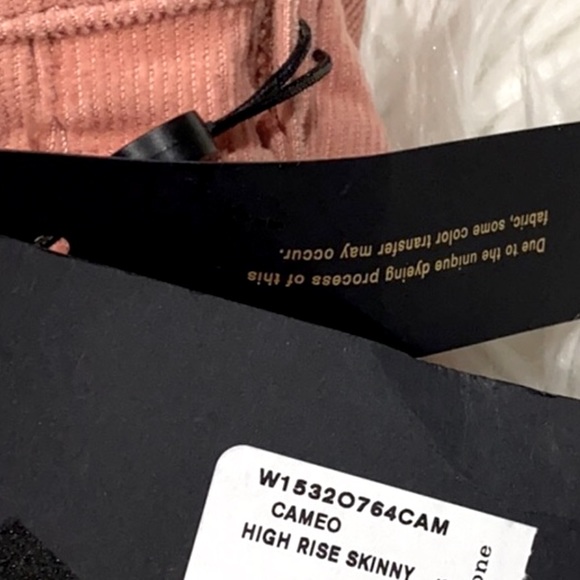 Due to the unique dyeing process of this
fabric, some color transfer may occur.
W15320764CAM
CAMEO
HIGH RISE SKINNY
one